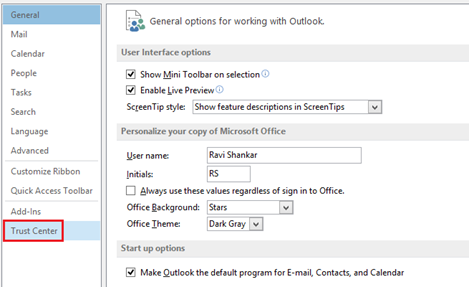 General
Mail
Calendar
People
Tasks
Search
Language
Advanced
Customize Ribbon
Quick Access Toolbar
Add-Ins
Trust Center
General options for working with Outlook.
User Interface options
Show Mini Toolbar on selection
Enable Live Preview
ScreenTip style: Show feature descriptions in ScreenTips
Personalize your copy of Microsoft Office
User name: Ravi Shankar
Initials: RS
Always use these values regardless of sign in to Office.
Office Background: Stars
Office Theme: Dark Gray
Start up options
Make Outlook the default program for E-mail, Contacts, and Calendar